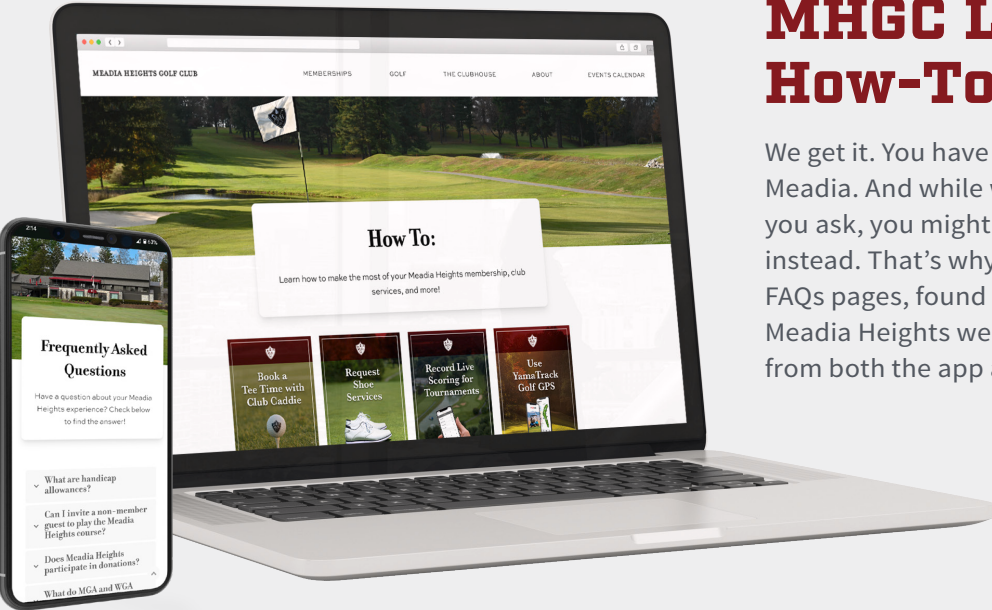 MHGC L
How-To
We get it. You have
Meadia. And while
you ask, you might
instead. That's why
FAQs pages, found
Meadia Heights we
from both the app
MEADIA HEIGHTS GOLF CLUB
MEMBERSHIPS
GOLF
THE CLUBHOUSE
ABOUT
EVENTS CALENDAR
How To:
Learn how to make the most of your Meadia Heights membership, club
services, and more!
Book a
Tee Time with
Club Caddie
Request
Shoe
Services
Record Live
Scoring for
Tournaments
Use
YamaTrack
Golf GPS
2:14
Frequently Asked
Questions
Have a question about your Meadia
Heights experience? Check below
to find the answer!
What are handicap
allowances?
Can I invite a non-member
guest to play the Meadia
Heights course?
Does Meadia Heights
participate in donations?
What do MGA and WGA